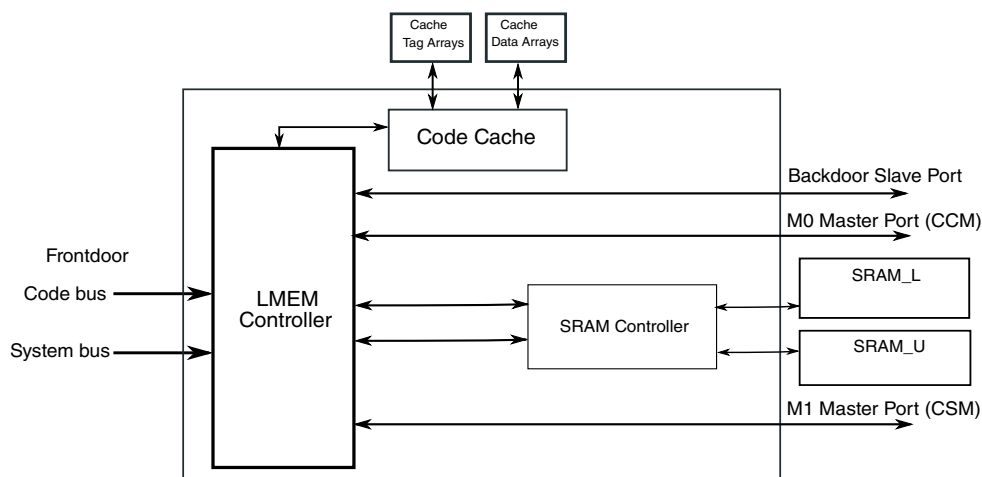 Cache
Tag Arrays
Cache
Data Arrays
Code Cache
Backdoor Slave Port
M0 Master Port (CCM)
Frontdoor
Code bus
System bus
LMEM
Controller
SRAM Controller
SRAM_L
SRAM_U
M1 Master Port (CSM)